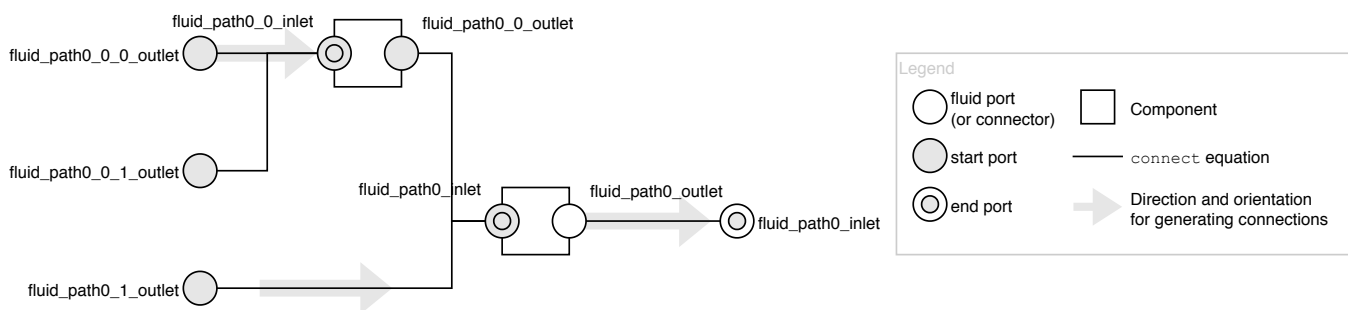 fluid_path0_0_inlet
fluid_path0_0_outlet
fluid_path0_0_0_outlet
fluid_path0_0_1_outlet
fluid_path0_inlet
fluid_path0_outlet
fluid_path0_inlet
fluid_path0_1_outlet
Legend
fluid port
(or connector)
Component
start port
connect equation
end port
Direction and orientation
for generating connections